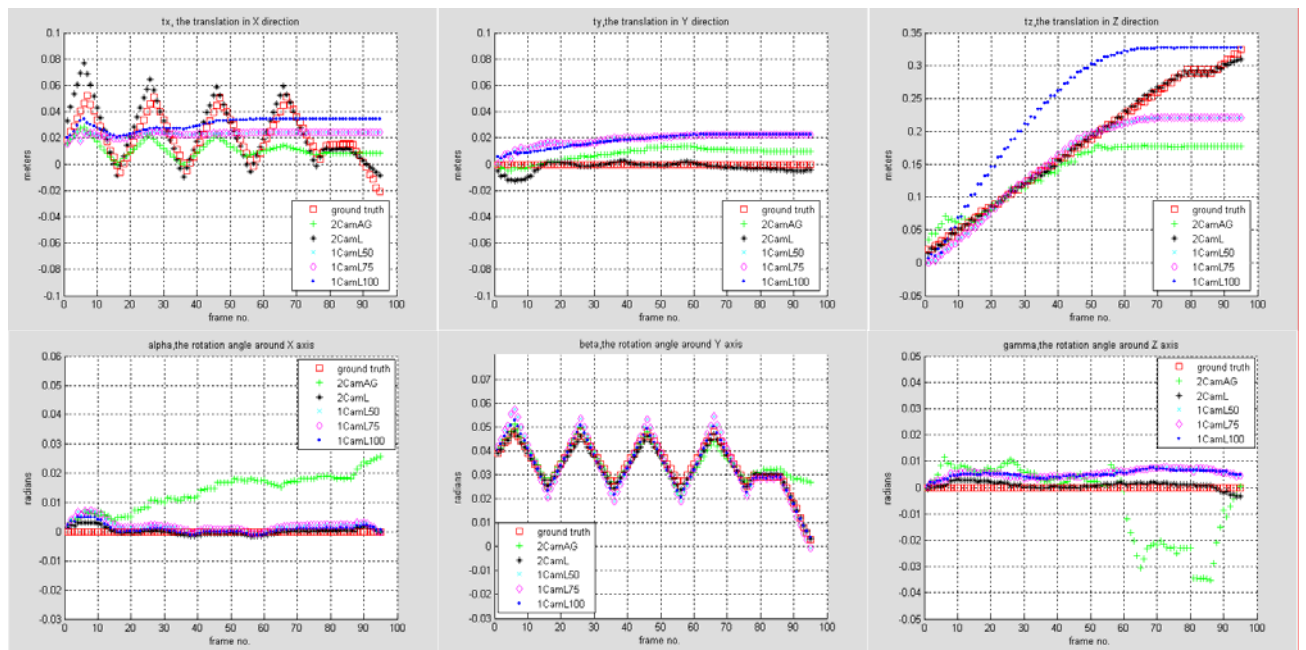 tx, the translation in X direction
0.1
0.08
0.06
0.04
0.02
0
-0.02
-0.04
-0.06
-0.08
-0.1
meters
0 10 20 30 40 50 60 70 80 90 100
frame no.
ground truth
2CamAG
2CamL
1CamL50
1CamL75
1CamL100
ty,the translation in Y direction
0.1
0.08
0.06
0.04
0.02
0
-0.02
-0.04
-0.06
-0.08
-0.1
meters
0 10 20 30 40 50 60 70 80 90 100
frame no.
ground truth
2CamAG
2CamL
1CamL50
1CamL75
1CamL100
tz,the translation in Z direction
0.35
0.3
0.25
0.2
0.15
0.1
0.05
0
-0.05
meters
0 10 20 30 40 50 60 70 80 90 100
frame no.
ground truth
2CamAG
2CamL
1CamL50
1CamL75
1CamL100
alpha,the rotation angle around X axis
0.06
0.05
0.04
0.03
0.02
0.01
0
-0.01
-0.02
-0.03
radians
0 10 20 30 40 50 60 70 80 90 100
frame no.
ground truth
2CamAG
2CamL
1CamL50
1CamL75
1CamL100
beta,the rotation angle around Y axis
0.07
0.06
0.05
0.04
0.03
0.02
0.01
0
-0.01
-0.02
-0.03
radians
0 10 20 30 40 50 60 70 80 90 100
frame no.
ground truth
2CamAG
2CamL
1CamL50
1CamL75
1CamL100
gamma,the rotation angle around Z axis
0.05
0.04
0.03
0.02
0.01
0
-0.01
-0.02
-0.03
-0.04
-0.05
radians
0 10 20 30 40 50 60 70 80 90 100
frame no.
ground truth
2CamAG
2CamL
1CamL50
1CamL75
1CamL100